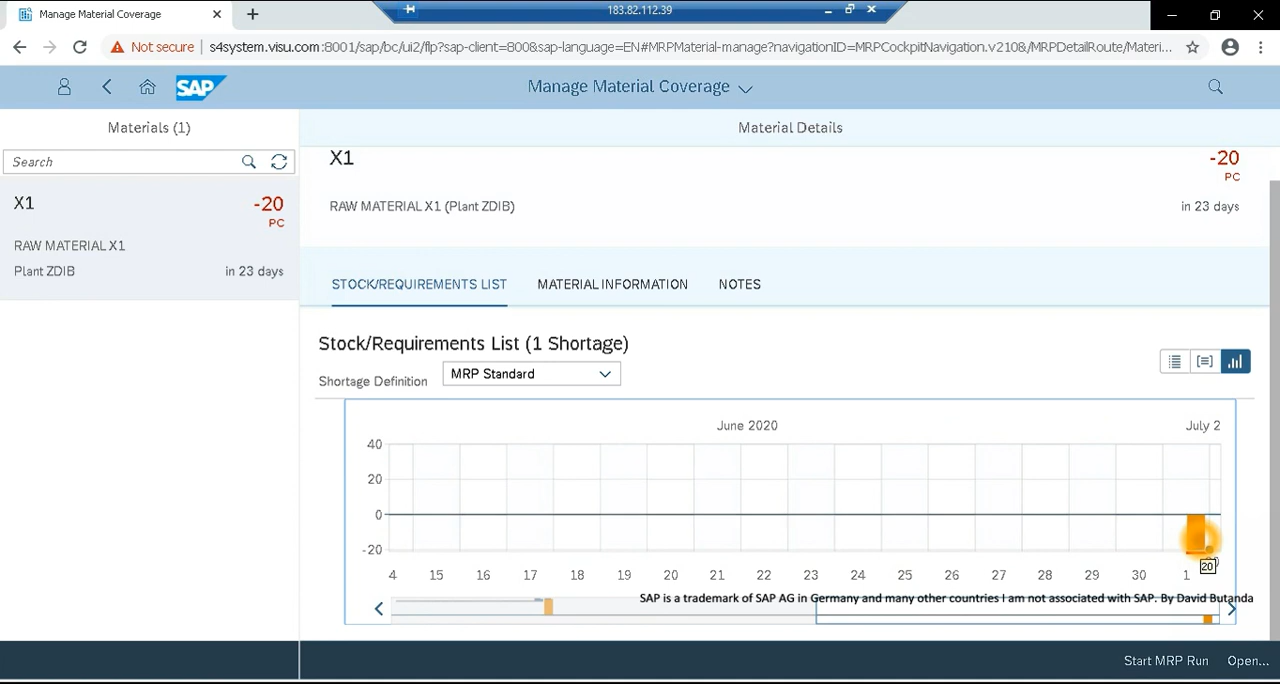 Manage Material Coverage
183.82.112.39
Not secure
s4system.visu.com:8001/sap/bc/ui2/flp?sap-client=800&sap-language=EN#MRPMaterial-manage?navigationID=MRPCockpitNavigation.v210&/MRPDetailRoute/Materi...
SAP
Manage Material Coverage
Materials (1)
Material Details
Search
X1
-20
PC
RAW MATERIAL X1
Plant ZDIB
in 23 days
X1
-20
PC
RAW MATERIAL X1 (Plant ZDIB)
in 23 days
STOCK/REQUIREMENTS LIST
MATERIAL INFORMATION
NOTES
Stock/Requirements List (1 Shortage)
Shortage Definition
MRP Standard
June 2020
July 2
40
20
0
-20
4 15 16 17 18 19 20 21 22 23 24 25 26 27 28 29 30 1
20
SAP is a trademark of SAP AG in Germany and many other countries I am not associated with SAP. By David Butanda
Start MRP Run
Open...